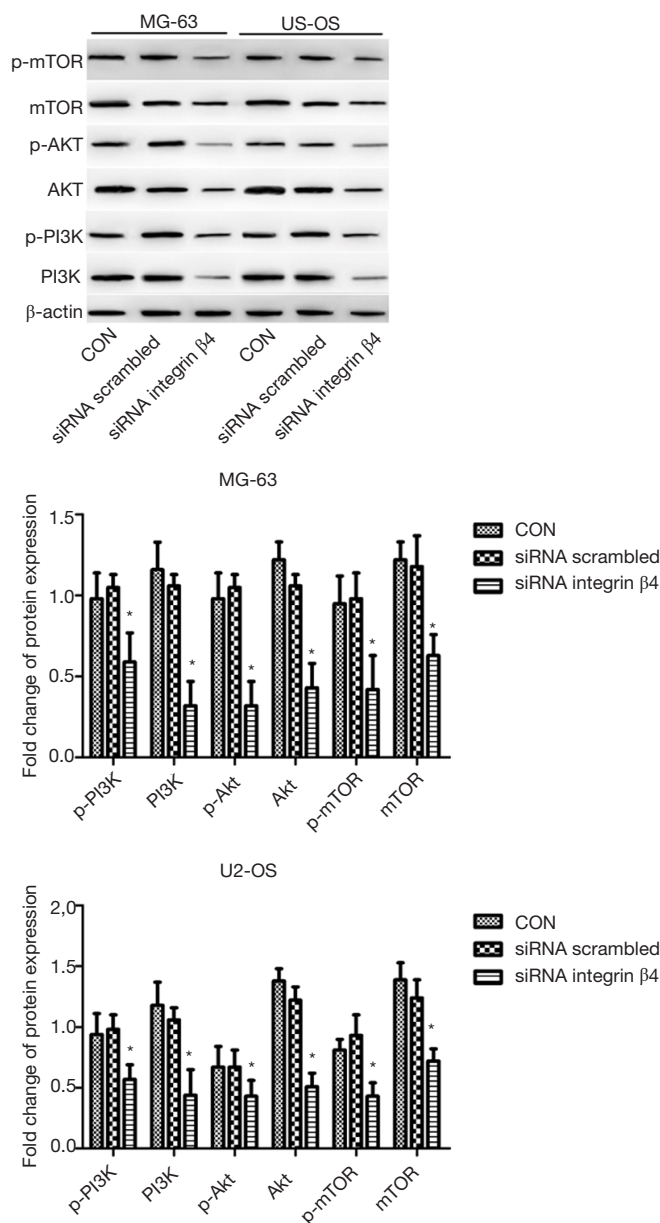 MG-63 US-OS
p-mTOR
mTOR
p-AKT
AKT
p-PI3K
PI3K
β-actin
CON siRNA scrambled siRNA integrin β4 CON siRNA scrambled siRNA integrin β4
MG-63
Fold change of protein expression
1.5
1.0
0.5
0.0
* * * * * *
p-PI3K PI3K p-Akt Akt p-mTOR mTOR
CON
siRNA scrambled
siRNA integrin β4
U2-OS
Fold change of protein expression
2.0
1.5
1.0
0.5
0.0
* * * * * *
p-PI3K PI3K p-Akt Akt p-mTOR mTOR
CON
siRNA scrambled
siRNA integrin β4